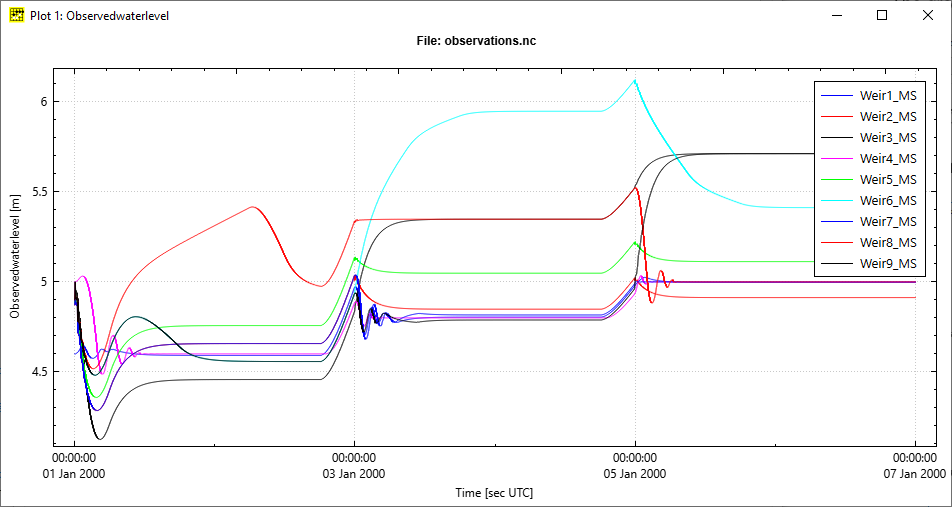 Plot 1: Observedwaterlevel
File: observations.nc
Weir1_MS
Weir2_MS
Weir3_MS
Weir4_MS
Weir5_MS
Weir6_MS
Weir7_MS
Weir8_MS
Weir9_MS
6
5.5
5
4.5
Observedwaterlevel [m]
00:00:00 00:00:00 00:00:00 00:00:00
01 Jan 2000 03 Jan 2000 05 Jan 2000 07 Jan 2000
Time [sec UTC]